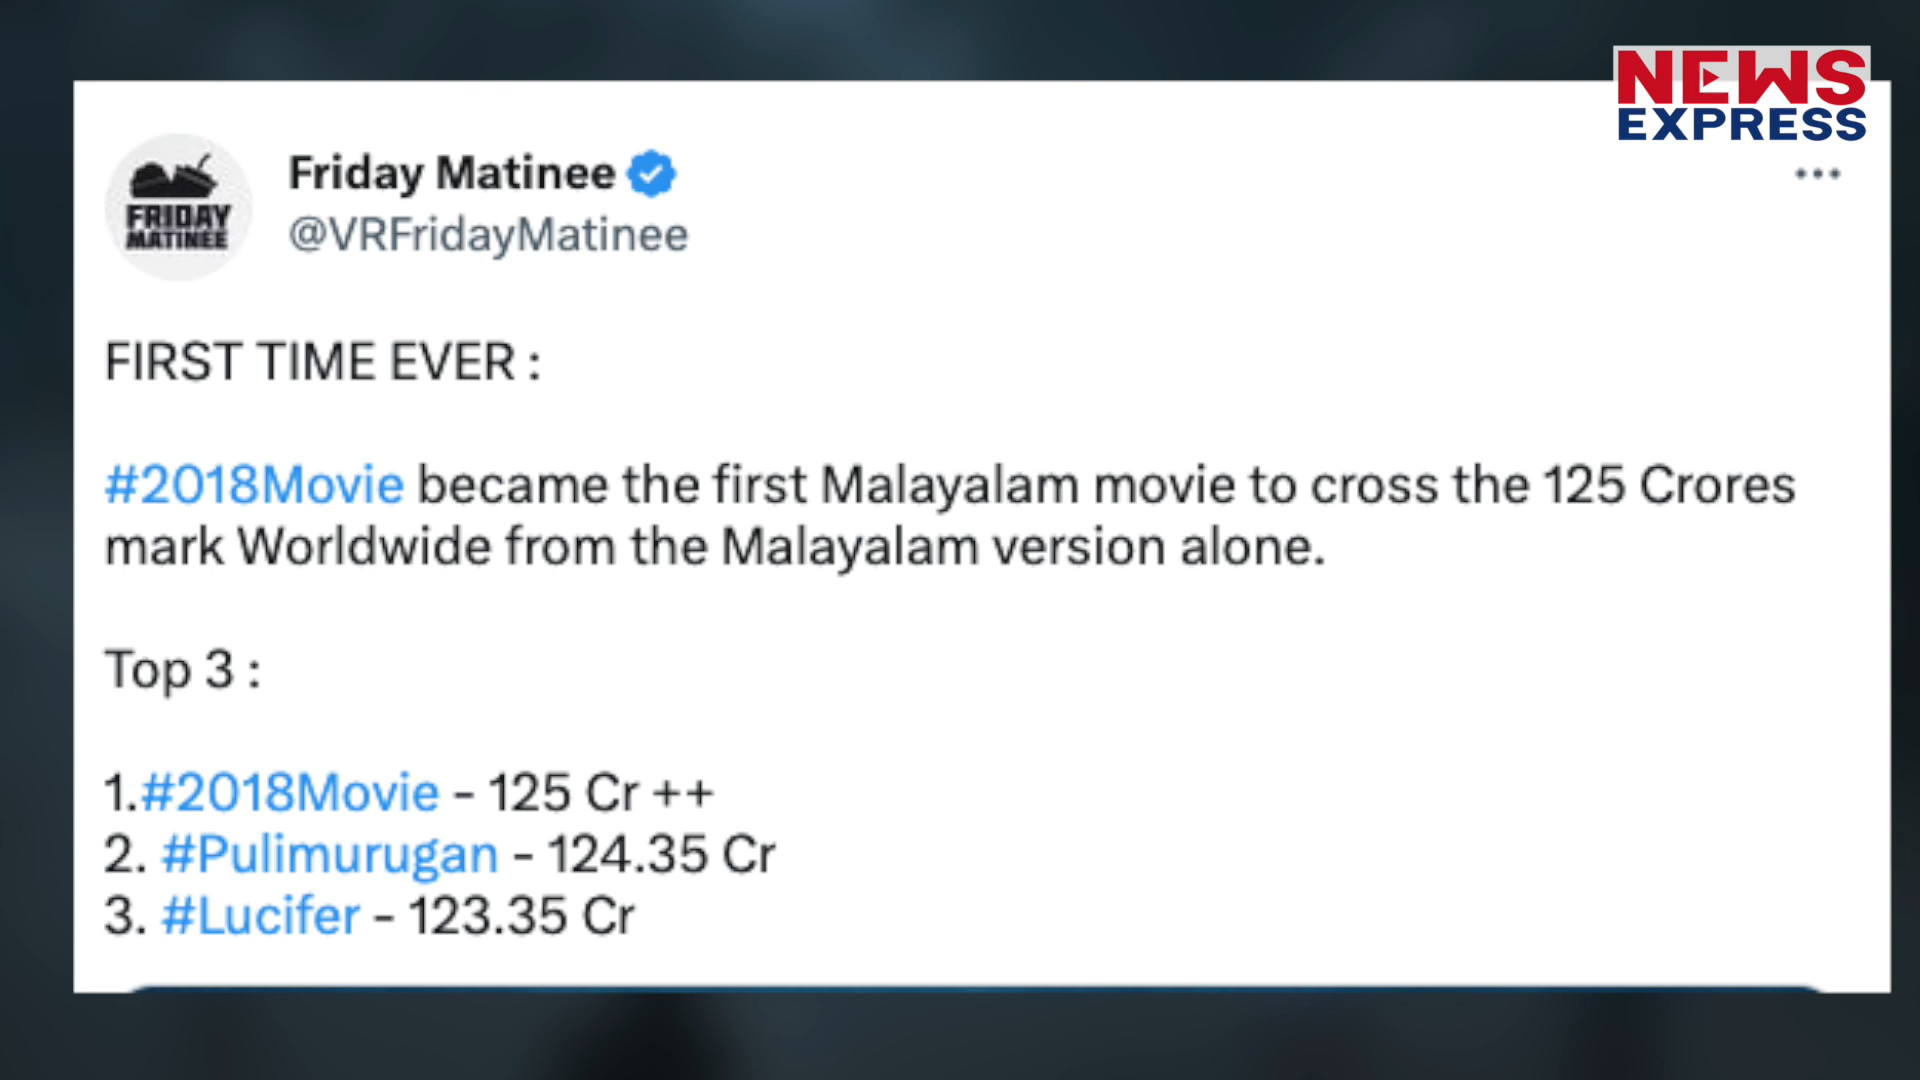 NEWS
EXPRESS
FRIDAY
MATINEE
Friday Matinee
@VRFridayMatinee
FIRST TIME EVER :
#2018Movie became the first Malayalam movie to cross the 125 Crores
mark Worldwide from the Malayalam version alone.
Top 3 :
1.#2018Movie - 125 Cr ++
2. #Pulimurugan - 124.35 Cr
3. #Lucifer - 123.35 Cr